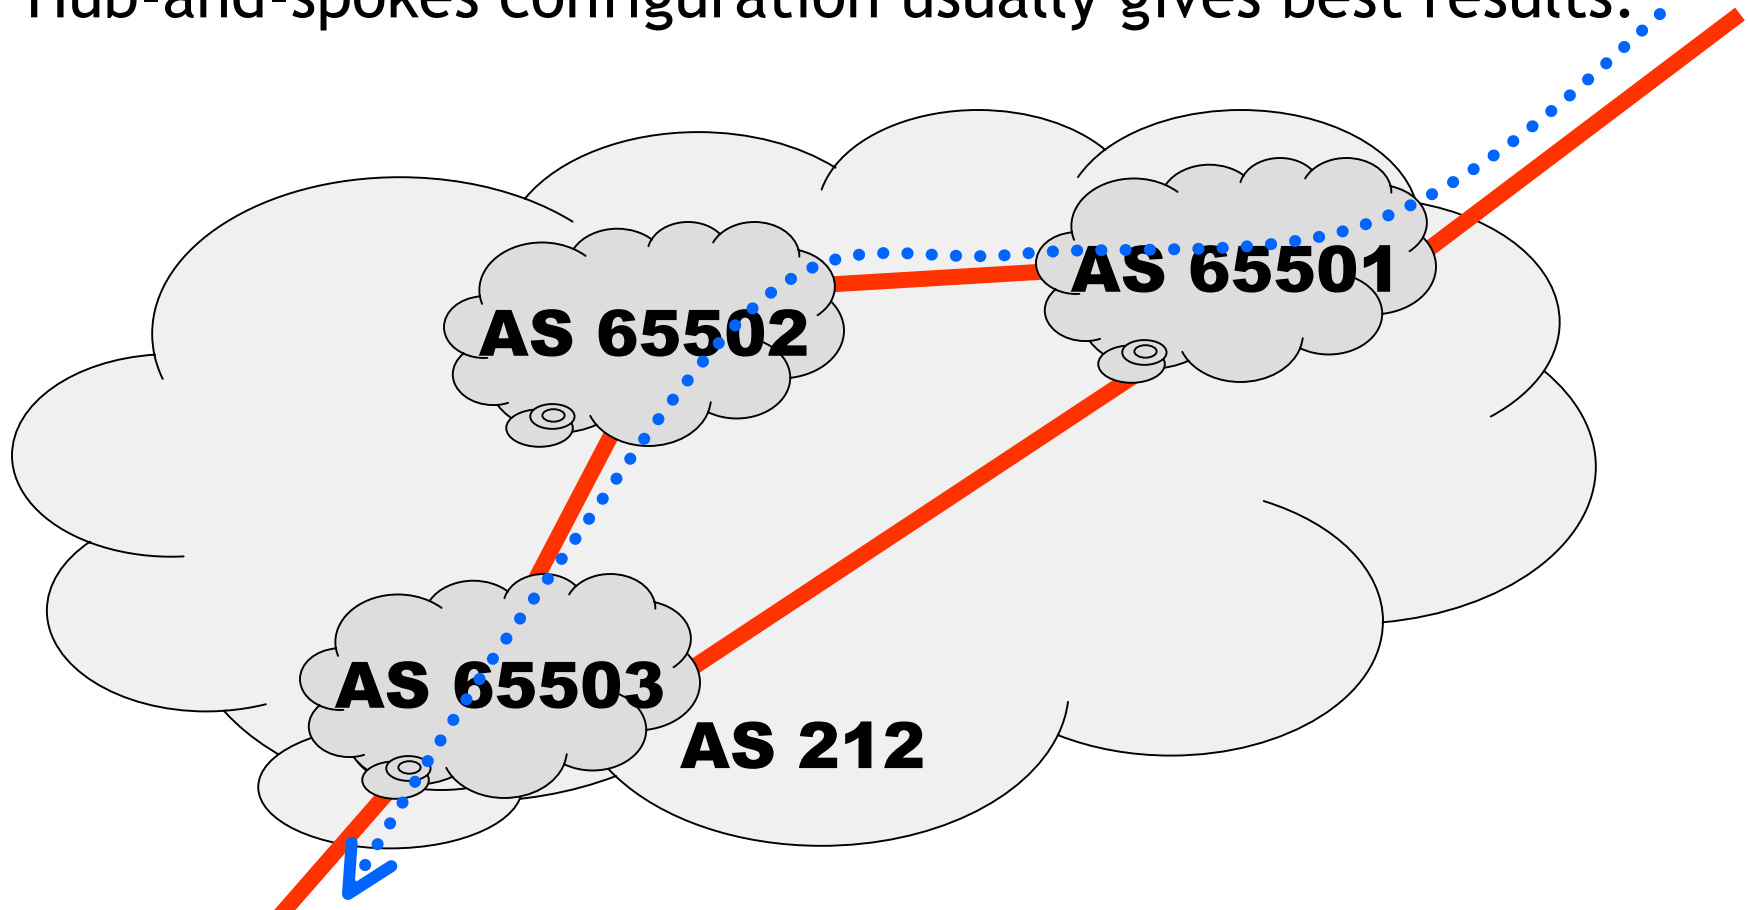 Hub-and-spokes configuration usually gives best results.
AS 65501
AS 65502
AS 65503
AS 212